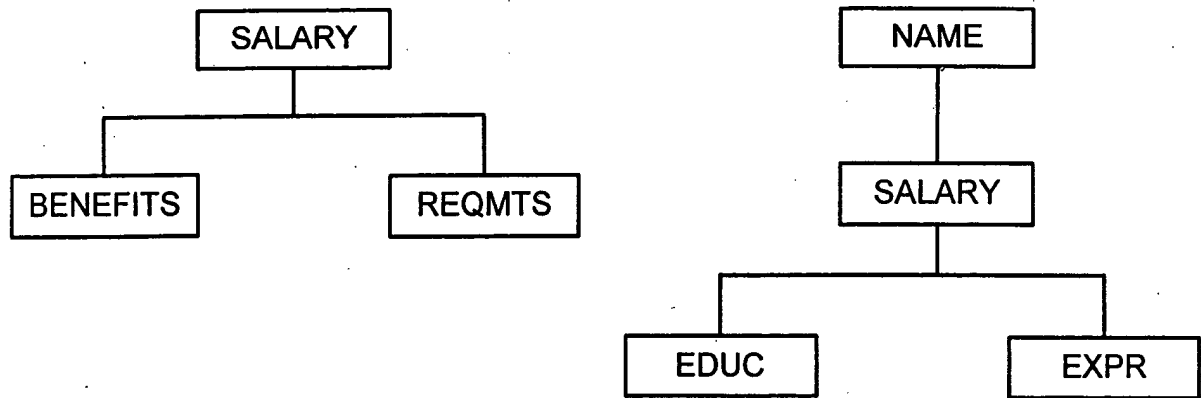 SALARY
BENEFITS
REQMTS
NAME
SALARY
EDUC
EXPR